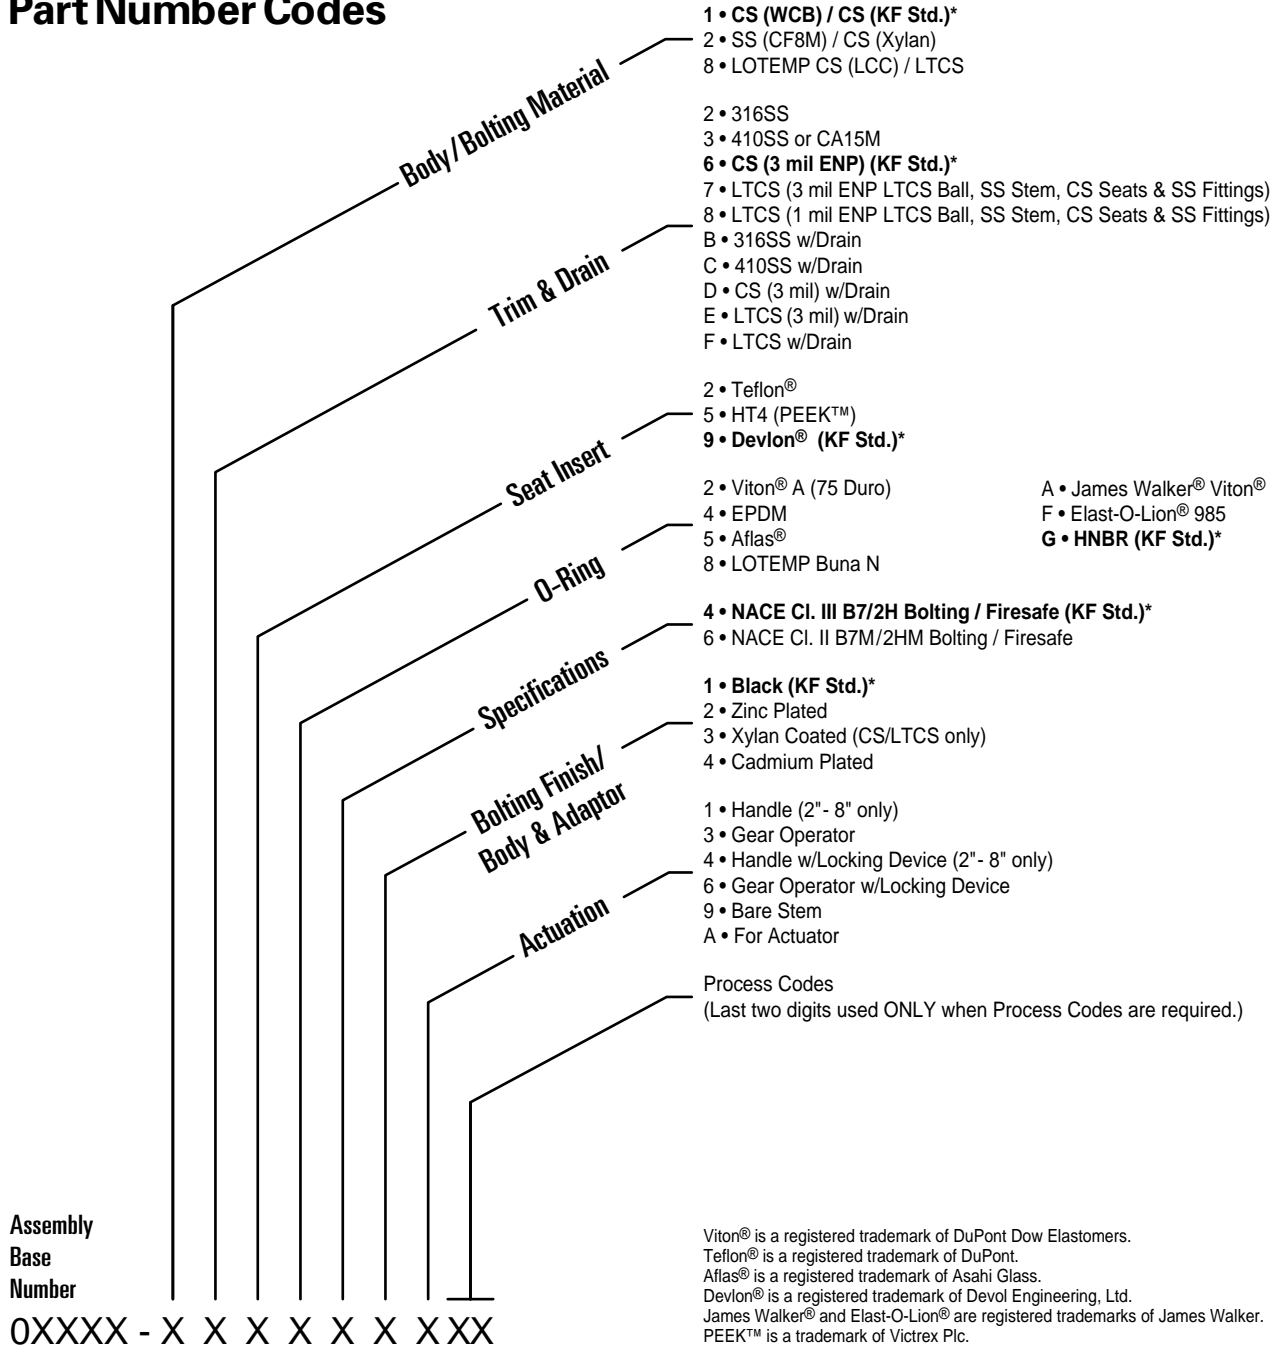 Part Number Codes
1 • CS (WCB) / CS (KF Std.)*
2 • SS (CF8M) / CS (Xylan)
8 • LOTEMP CS (LCC) / LTCS
Body/Bolting Material
2 • 316SS
3 • 410SS or CA15M
6 • CS (3 mil ENP) (KF Std.)*
7 • LTCS (3 mil ENP LTCS Ball, SS Stem, CS Seats & SS Fittings)
8 • LTCS (1 mil ENP LTCS Ball, SS Stem, CS Seats & SS Fittings)
B • 316SS w/Drain
C • 410SS w/Drain
D • CS (3 mil) w/Drain
E • LTCS (3 mil) w/Drain
F • LTCS w/Drain
Trim & Drain
2 • Teflon®
5 • HT4 (PEEK™)
9 • Devlon® (KF Std.)*
Seat Insert
2 • Viton® A (75 Duro)
4 • EPDM
5 • Aflas®
8 • LOTEMP Buna N
A • James Walker® Viton®
F • Elast-O-Lion® 985
G • HNBR (KF Std.)*
O-Ring
4 • NACE Cl. III B7/2H Bolting / Firesafe (KF Std.)*
6 • NACE Cl. II B7M/2HM Bolting / Firesafe
Specifications
1 • Black (KF Std.)*
2 • Zinc Plated
3 • Xylan Coated (CS/LTCS only)
4 • Cadmium Plated
Bolting Finish/
Body & Adaptor
1 • Handle (2"- 8" only)
3 • Gear Operator
4 • Handle w/Locking Device (2"- 8" only)
6 • Gear Operator w/Locking Device
9 • Bare Stem
A • For Actuator
Actuation
Process Codes
(Last two digits used ONLY when Process Codes are required.)
Assembly
Base
Number
0XXXX - X X X X X X X XX
Viton® is a registered trademark of DuPont Dow Elastomers.
Teflon® is a registered trademark of DuPont.
Aflas® is a registered trademark of Asahi Glass.
Devlon® is a registered trademark of Devol Engineering, Ltd.
James Walker® and Elast-O-Lion® are registered trademarks of James Walker.
PEEK™ is a trademark of Victrex Plc.